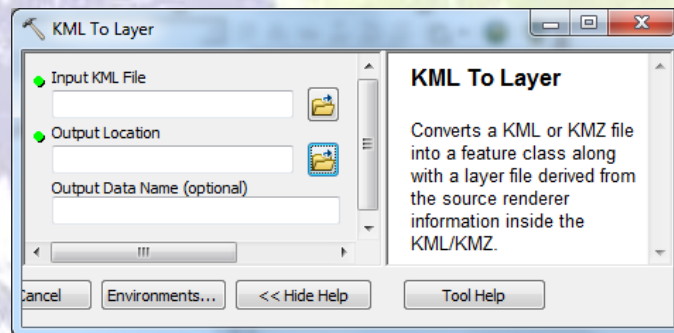 KML To Layer
Input KML File
Output Location
Output Data Name (optional)
KML To Layer
Converts a KML or KMZ file
into a feature class along
with a layer file derived from
the source renderer
information inside the
KML/KMZ.
Cancel
Environments...
<< Hide Help
Tool Help